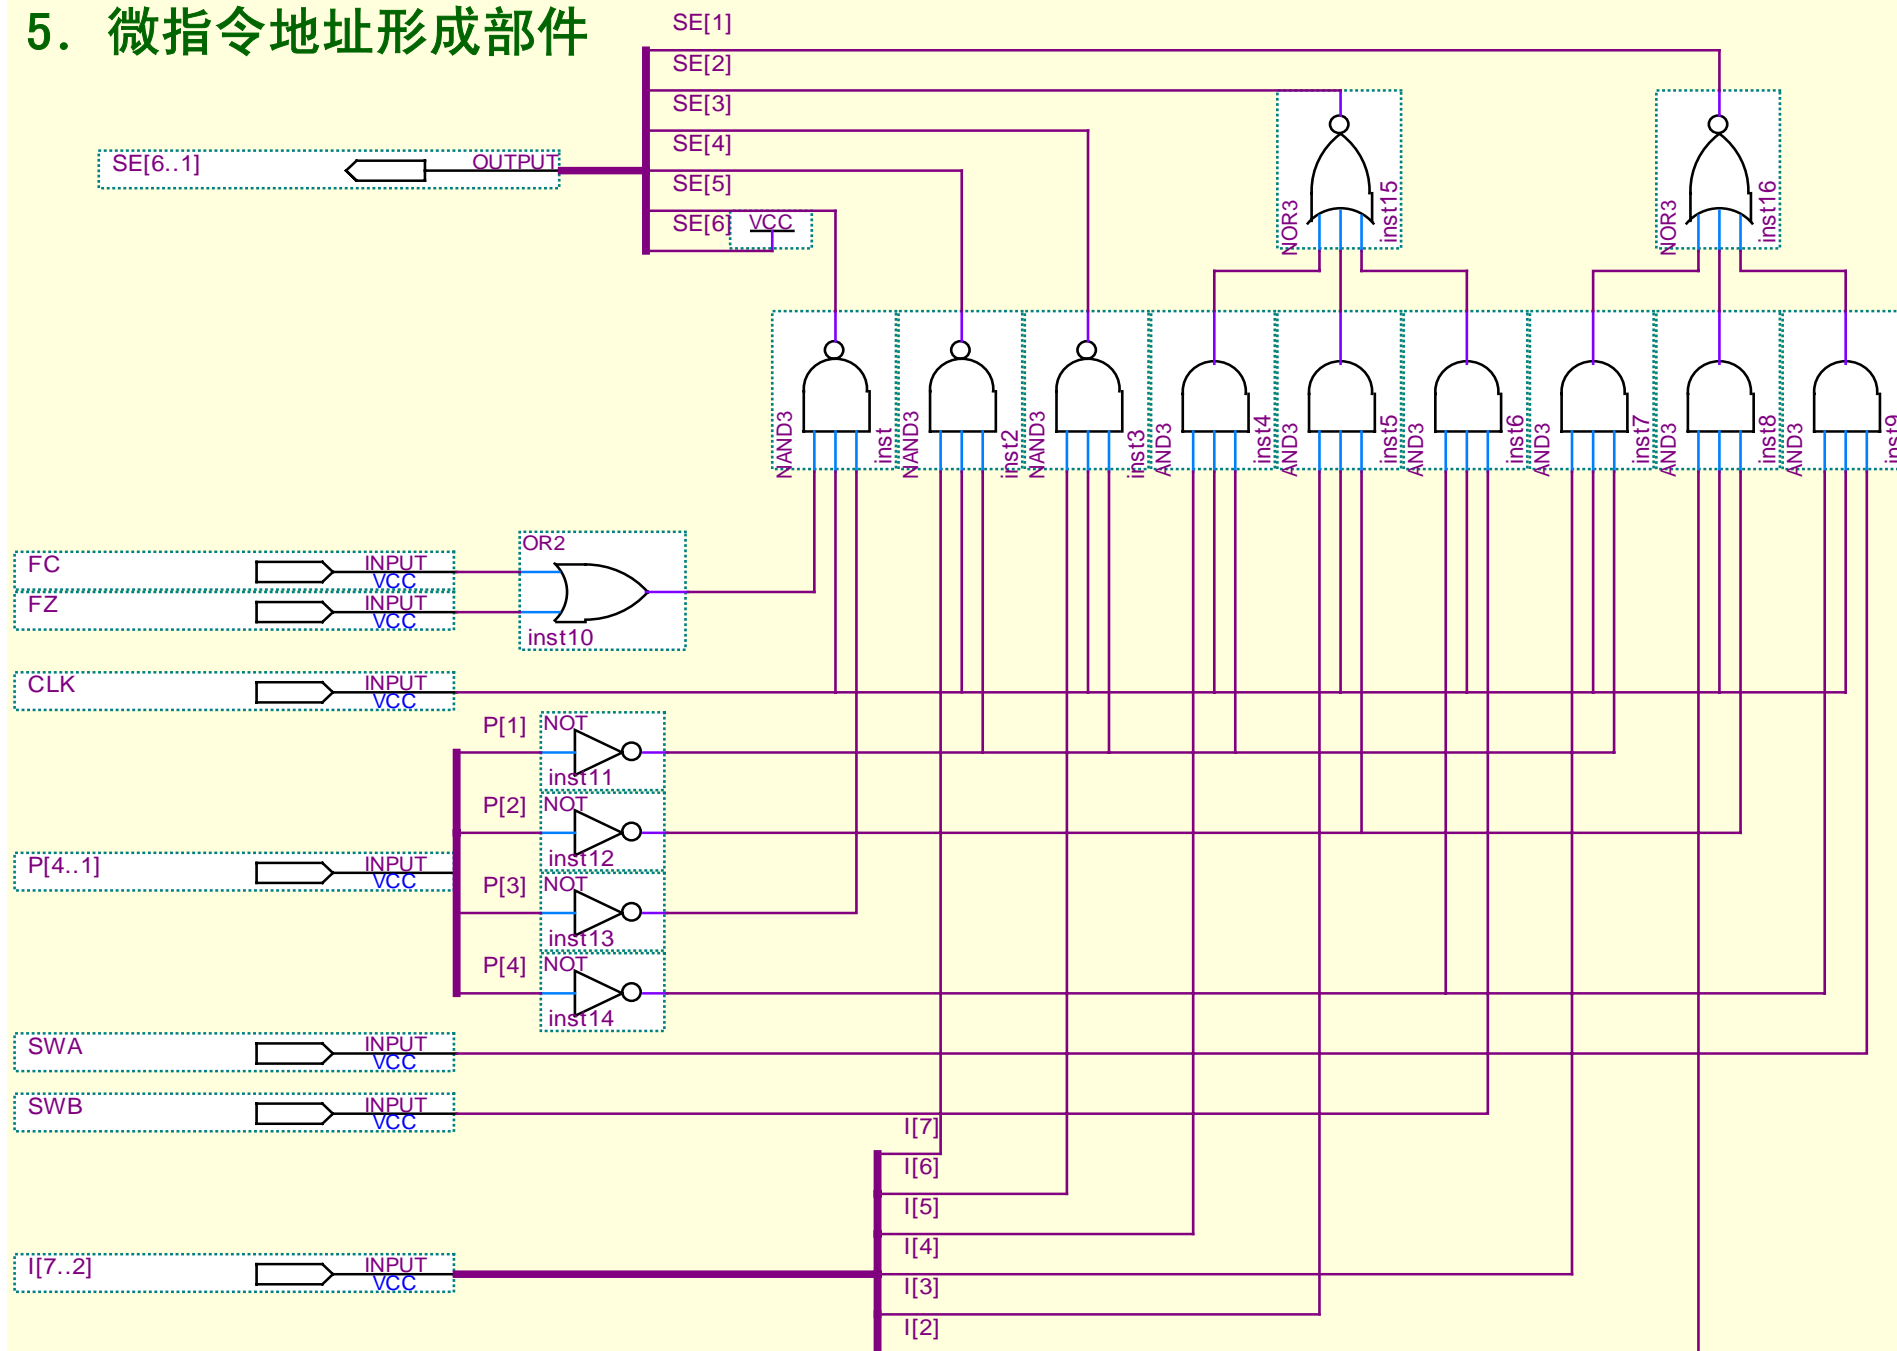 5. 微指令地址形成部件
SE[1]
SE[2]
SE[3]
SE[4]
SE[5]
SE[6]
VCC
SE[6..1]
OUTPUT
NOR3
inst15
NOR3
inst16
NAND3
inst
NAND3
inst2
NAND3
inst3
AND3
inst4
AND3
inst5
AND3
inst6
AND3
inst7
AND3
inst8
AND3
inst9
FC
INPUT
VCC
FZ
INPUT
VCC
OR2
inst10
CLK
INPUT
VCC
P[1]
NOT
inst11
P[2]
NOT
inst12
P[4..1]
INPUT
VCC
P[3]
NOT
inst13
P[4]
NOT
inst14
SWA
INPUT
VCC
SWB
INPUT
VCC
I[7]
I[6]
I[5]
I[4]
I[7..2]
INPUT
VCC
I[3]
I[2]